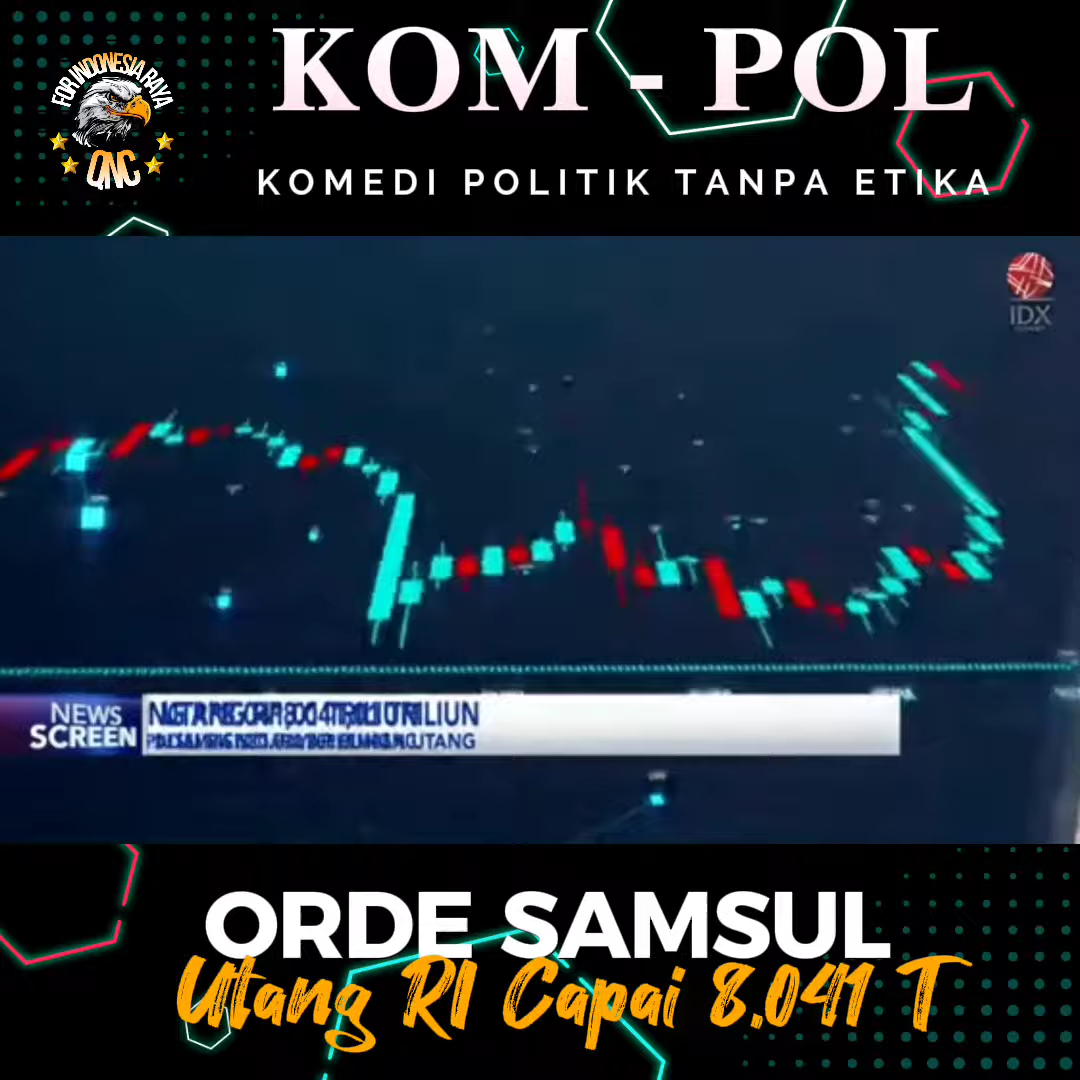 FOR INDONESIA RAYA
QNC
KOM - POL
KOMEDI POLITIK TANPA ETIKA
IDX
NEWS
SCREEN
ORDE SAMSUL
Utang RI Capai 8.041 T